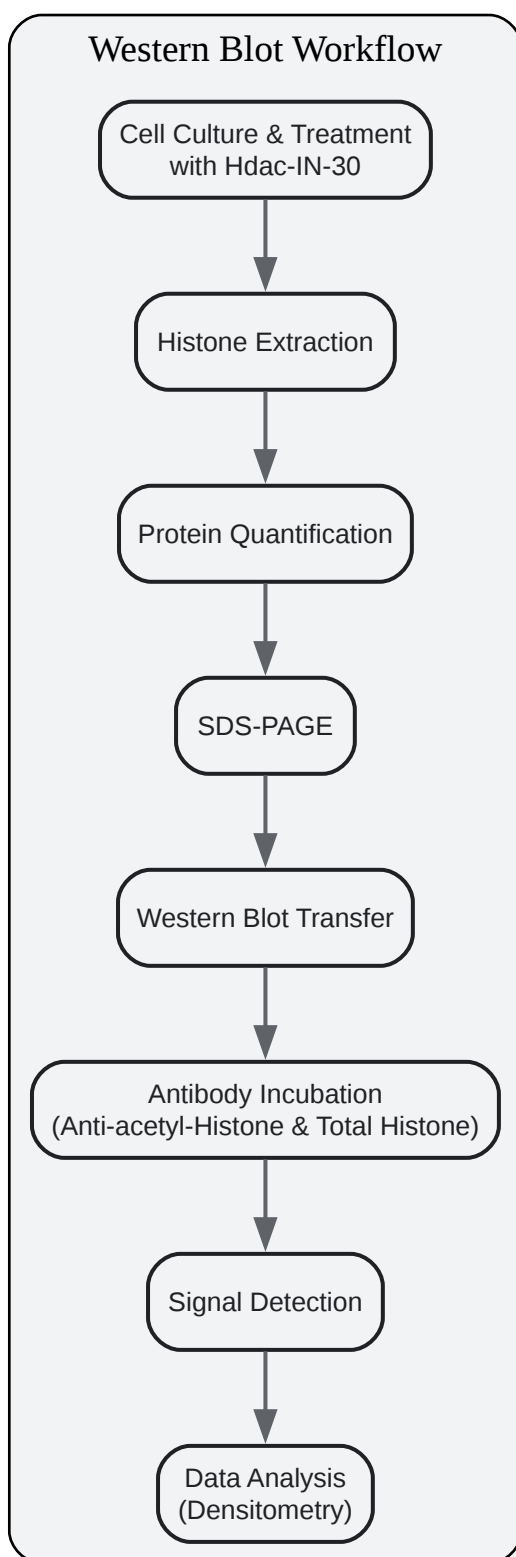 Western Blot Workflow
Cell Culture & Treatment
with Hdac-IN-30
Histone Extraction
Protein Quantification
SDS-PAGE
Western Blot Transfer
Antibody Incubation
(Anti-acetyl-Histone & Total Histone)
Signal Detection
Data Analysis
(Densitometry)